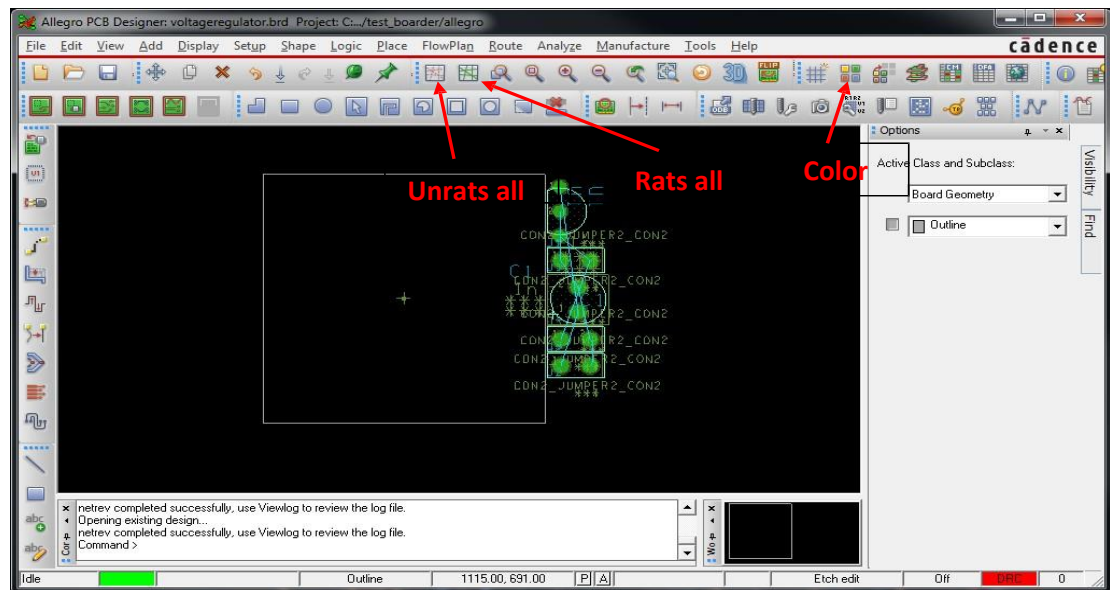 Allegro PCB Designer: voltageregulator.brd Project: C:.../test_boarder/allegro
File Edit View Add Display Setup Shape Logic Place FlowPlan Route Analyze Manufacture Tools Help
cādence
Unrats all
Rats all
Color
Options
Active Class and Subclass:
Board Geometry
Outline
Visibility
Find
CON2_JUMPER2_CON2
C1
CON2_JUMPER2_CON2
CON2_JUMPER2_CON2
CON2_JUMPER2_CON2
CON2_JUMPER2_CON2
CON2_JUMPER2_CON2
netrev completed successfully, use Viewlog to review the log file.
Opening existing design...
netrev completed successfully, use Viewlog to review the log file.
Command >
Idle
Outline
1115.00, 691.00
P A
Etch edit
Off
DRC
0